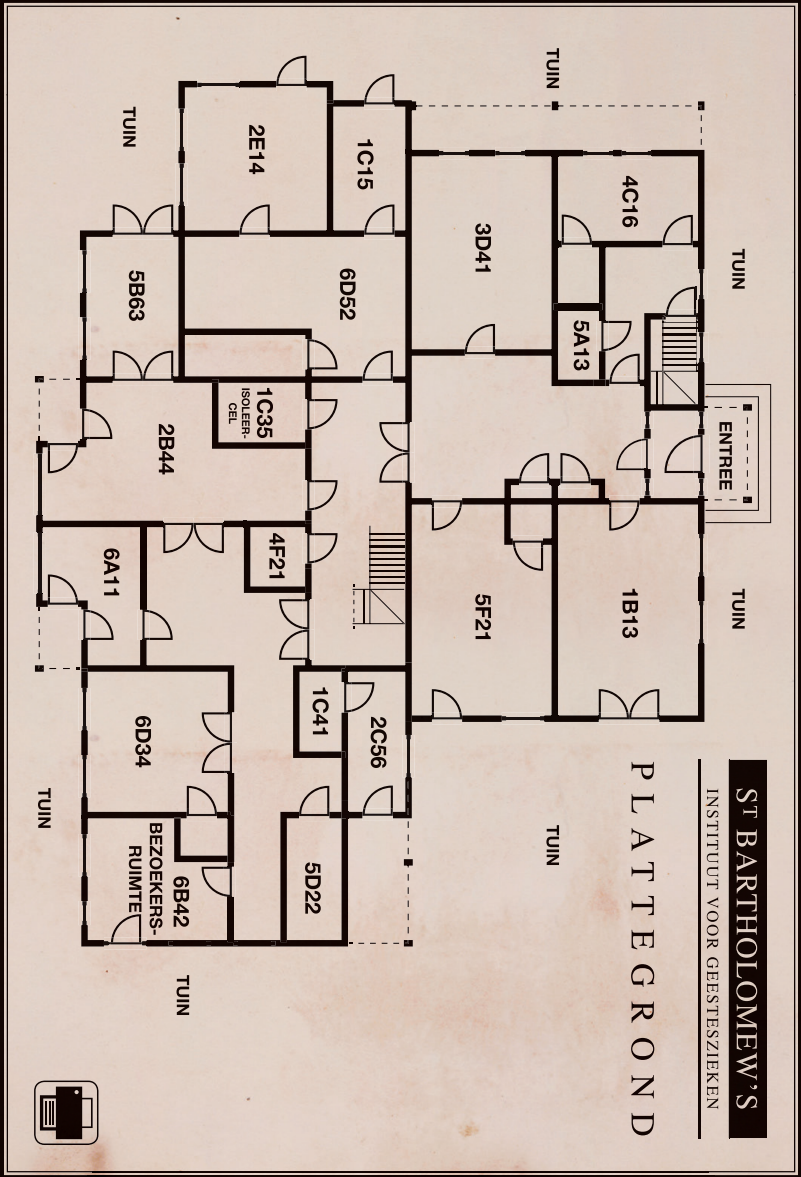 ST BARTHOLOMEW'S
INSTITUUT VOOR GEESTESZIEKEN
PLATTEGROND
TUIN
ENTREE
TUIN
4C16
1B13
5A13
TUIN
3D41
5F21
TUIN
1C15
6D52
2C56
2E14
1C35
ISOLEER-
CEL
4F21
1C41
5D22
TUIN
5B63
2B44
6A11
6D34
6B42
BEZOEKERS-
RUIMTE
TUIN
TUIN